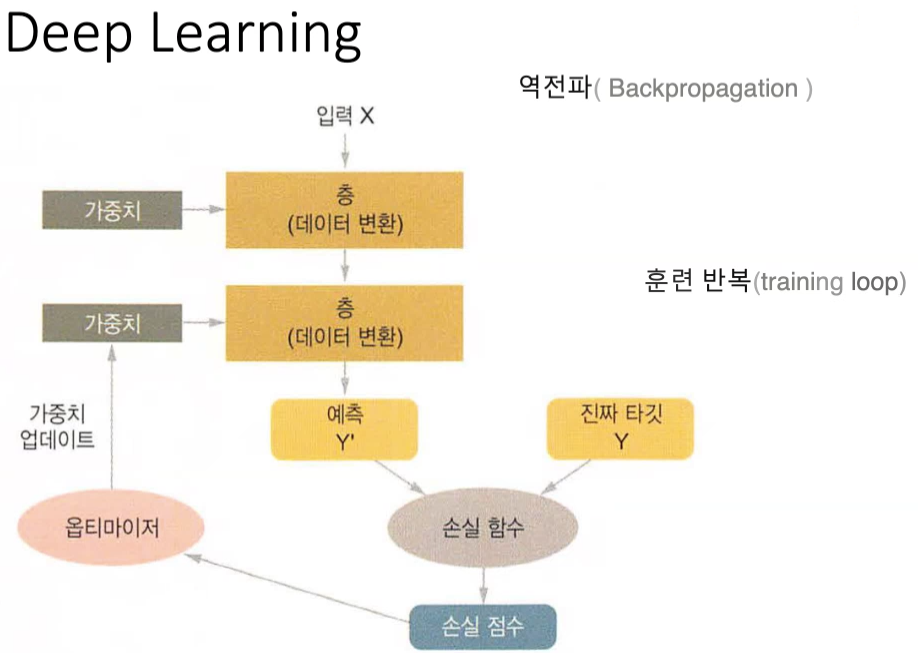 Deep Learning
역전파( Backpropagation )
입력 X
가중치
층
(데이터 변환)
훈련 반복(training loop)
가중치
층
(데이터 변환)
가중치
업데이트
예측
Y'
진짜 타깃
Y
옵티마이저
손실 함수
손실 점수